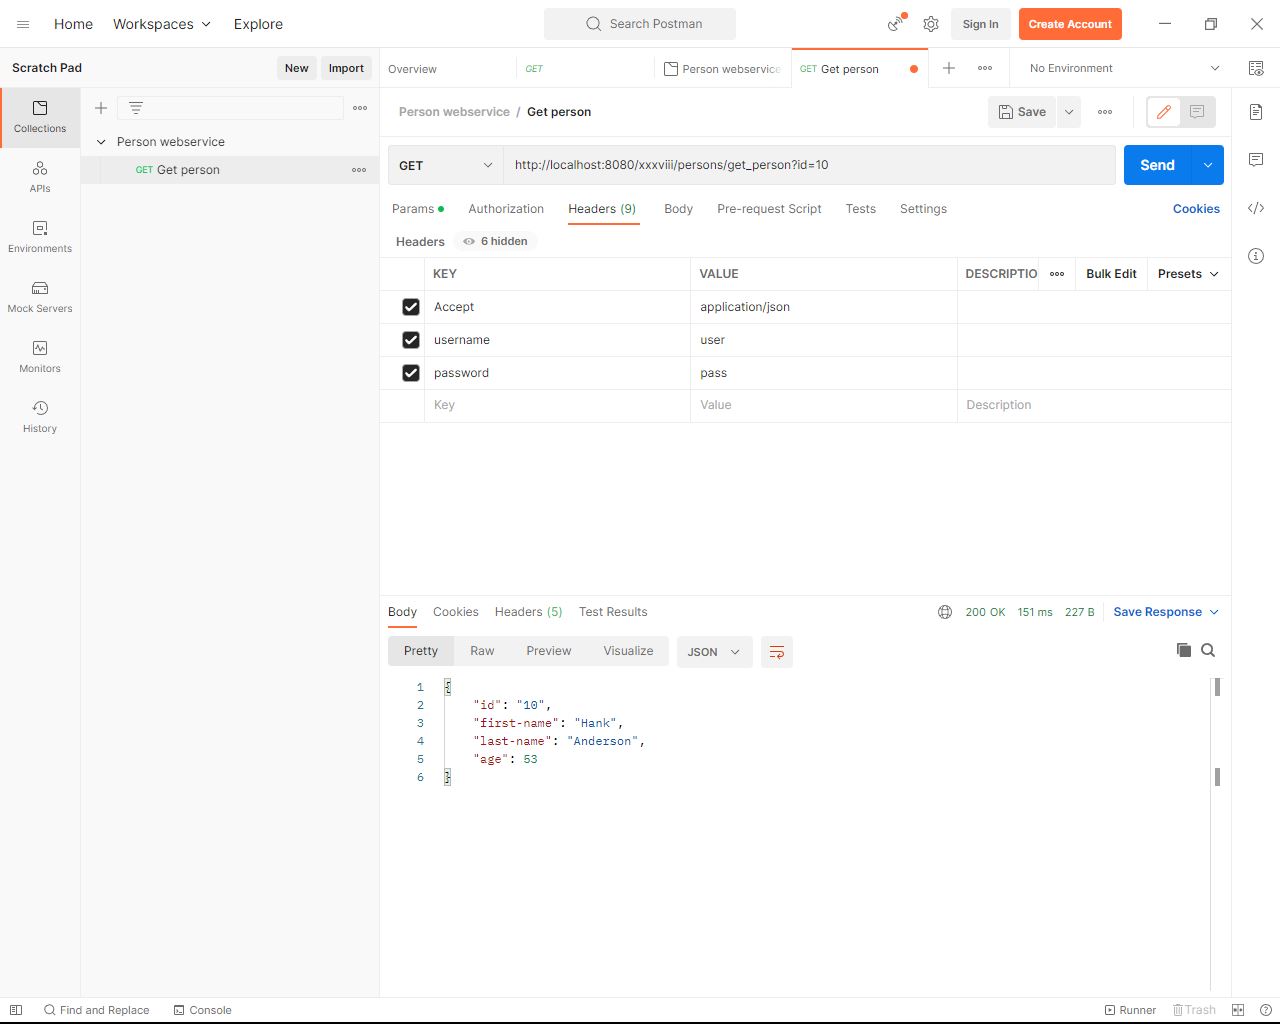 Home Workspaces Explore Search Postman Sign In Create Account
Scratch Pad New Import Overview GET Person webservice GET Get person No Environment
Collections
APIs
Environments
Mock Servers
Monitors
History
Person webservice
GET Get person
Person webservice / Get person Save
GET http://localhost:8080/xxxviii/persons/get_person?id=10 Send
Params Authorization Headers (9) Body Pre-request Script Tests Settings Cookies
Headers 6 hidden
KEY VALUE DESCRIPTIO Bulk Edit Presets
Accept application/json
username user
password pass
Key Value Description
Body Cookies Headers (5) Test Results 200 OK 151 ms 227 B Save Response
Pretty Raw Preview Visualize JSON
1 {
2 "id": "10",
3 "first-name": "Hank",
4 "last-name": "Anderson",
5 "age": 53
6 }
Find and Replace Console Runner Trash